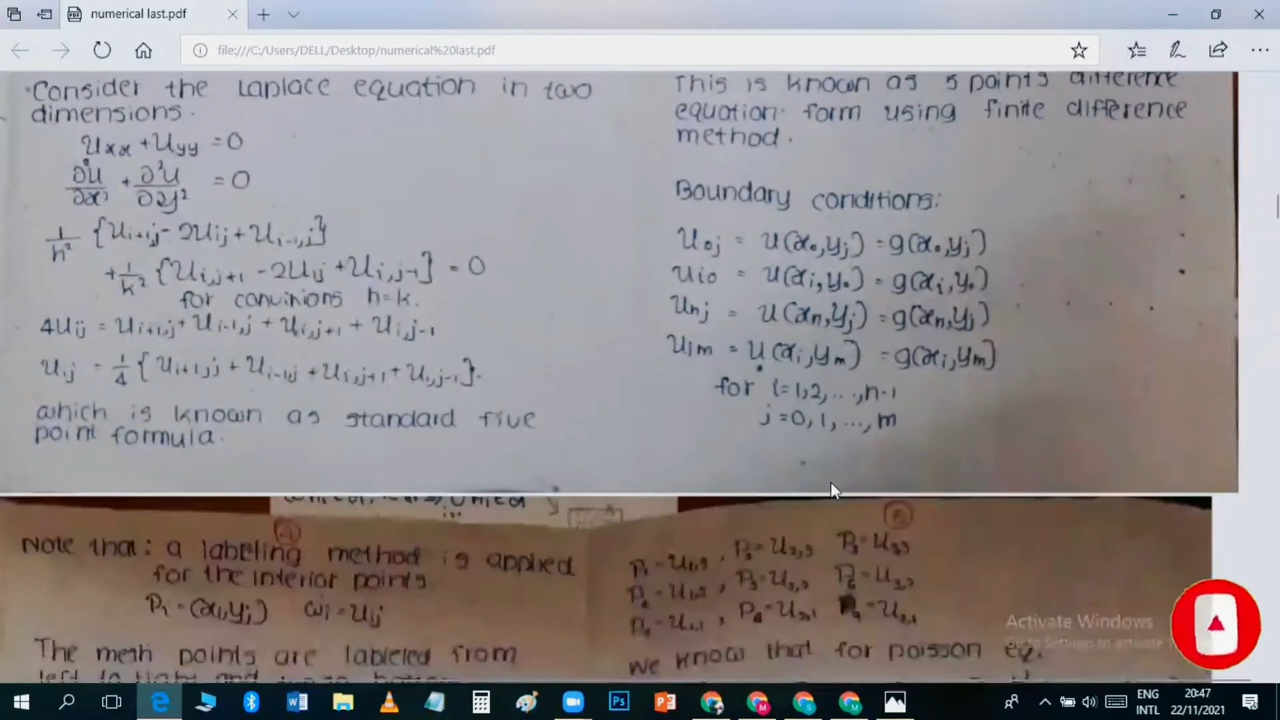 numerical last.pdf
file:///C:/Users/DELL/Desktop/numerical%20last.pdf
Consider the Laplace equation in two
dimensions.
Uxx + Uyy = 0
∂²U/∂x² + ∂²U/∂y² = 0
1/h² {Ui+1,j - 2Uij + Ui-1,j}
+ 1/k² {Ui,j+1 - 2Uij + Ui,j-1} = 0
for convinions h=k.
4Uij = Ui+1,j + Ui-1,j + Ui,j+1 + Ui,j-1
Uij = 1/4 {Ui+1,j + Ui-1,j + Ui,j+1 + Ui,j-1}.
which is known as standard five
point formula.
This is known as 5 points difference
equation form using finite difference
method.
Boundary conditions:
Uoj = U(xo,yj) = g(xo,yj)
Uio = U(xi,yo) = g(xi,yo)
Unj = U(xn,yj) = g(xn,yj)
Uim = U(xi,ym) = g(xi,ym)
for i=1,2,...,n-1
j=0,1,...,m
Note that: a labeling method is applied
for the interior points
Pi = (xi,yj) wi = Uij
The mesh points are labeled from
we know that for poisson eq.
Activate Windows
Go to Settings to activate
ENG
INTL
20:47
22/11/2021